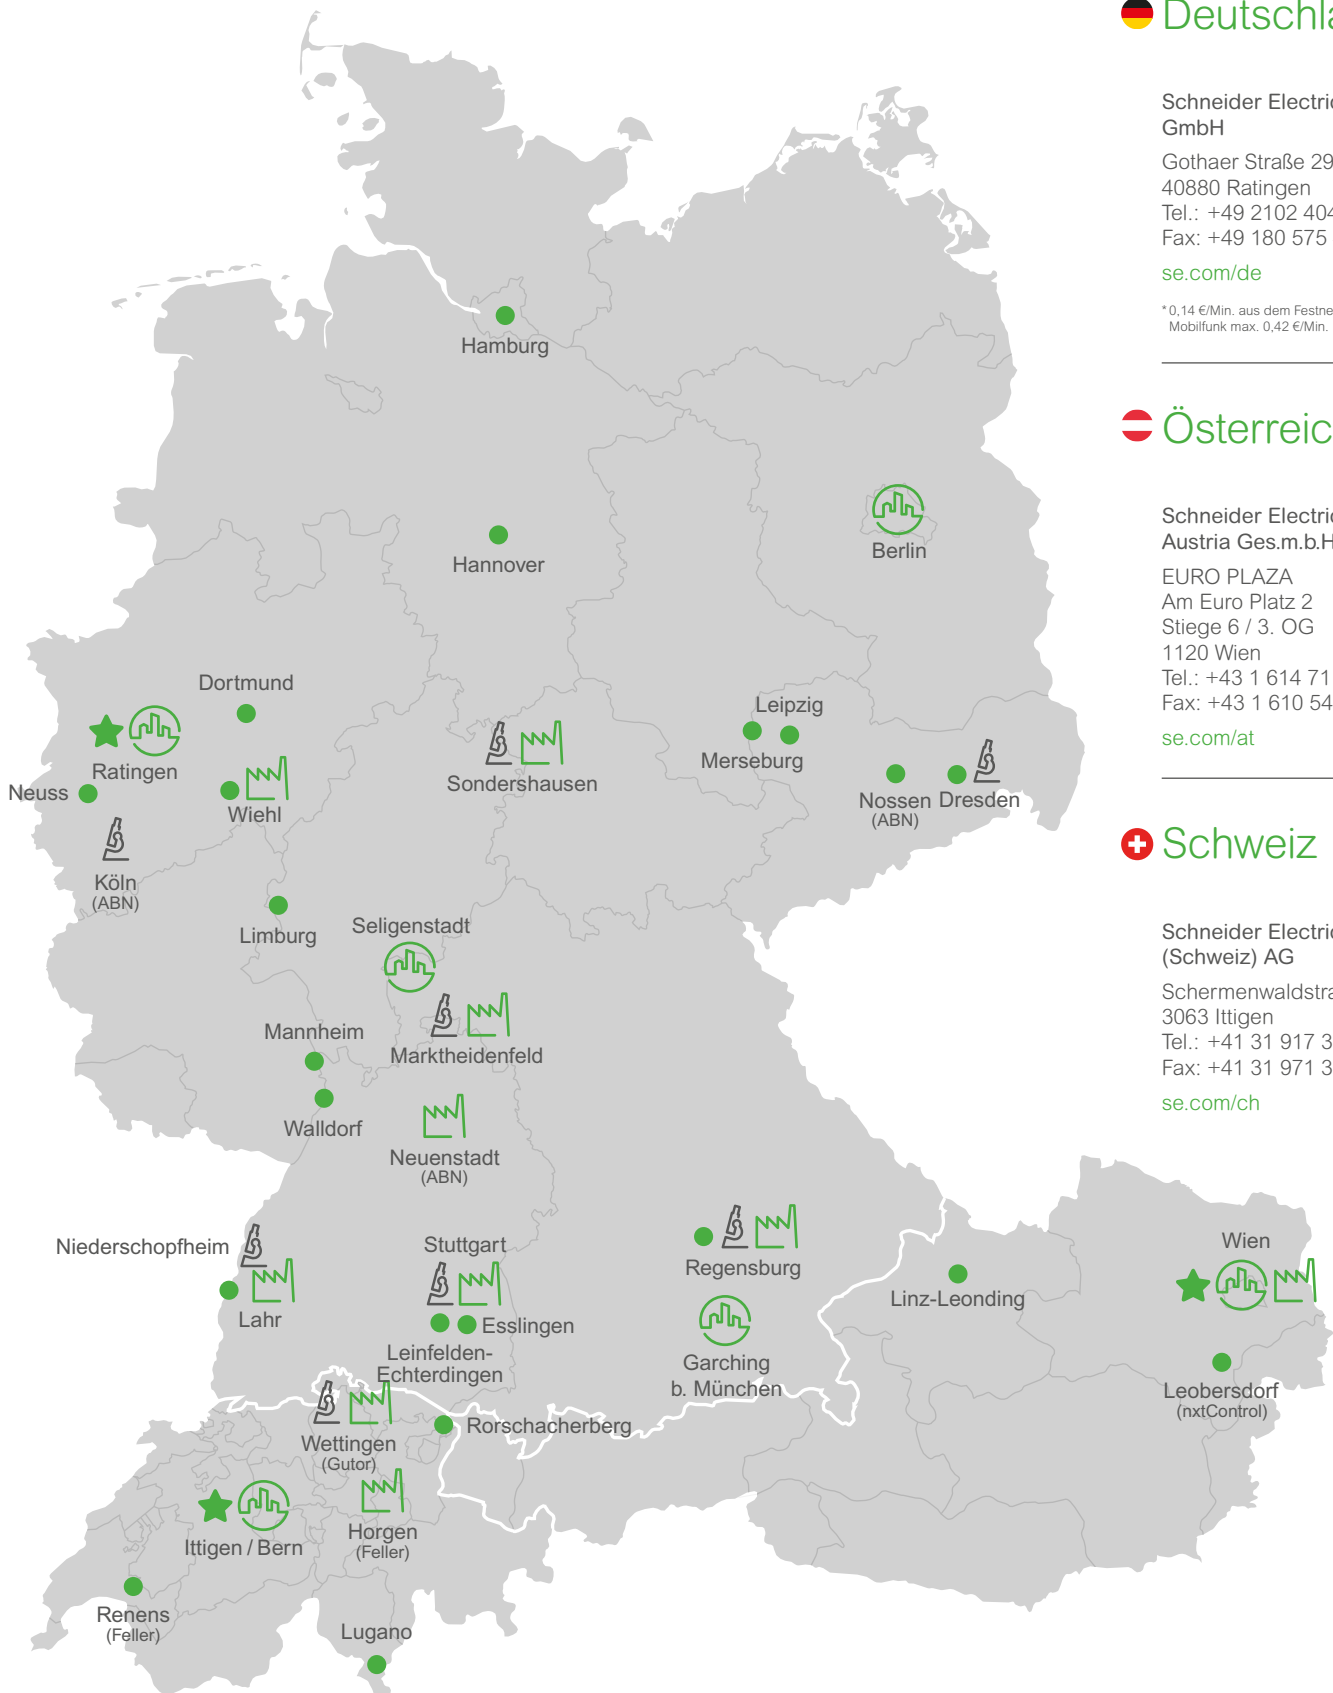 Deutschla
Schneider Electric
GmbH
Gothaer Straße 29
40880 Ratingen
Tel.: +49 2102 404
Fax: +49 180 575
se.com/de
* 0,14 €/Min. aus dem Festne
Mobilfunk max. 0,42 €/Min.
Österreic
Schneider Electric
Austria Ges.m.b.H
EURO PLAZA
Am Euro Platz 2
Stiege 6 / 3. OG
1120 Wien
Tel.: +43 1 614 71
Fax: +43 1 610 54
se.com/at
Schweiz
Schneider Electric
(Schweiz) AG
Schermenwaldstra
3063 Ittigen
Tel.: +41 31 917 3
Fax: +41 31 971 3
se.com/ch
Hamburg
Hannover
Berlin
Dortmund
Leipzig
Merseburg
Ratingen
Sondershausen
Neuss
Wiehl
Nossen
(ABN)
Dresden
Köln
(ABN)
Limburg
Seligenstadt
Mannheim
Marktheidenfeld
Walldorf
Neuenstadt
(ABN)
Niederschopfheim
Stuttgart
Regensburg
Linz-Leonding
Wien
Lahr
Esslingen
Leinfelden-
Echterdingen
Garching
b. München
Leobersdorf
(nxtControl)
Wettingen
(Gutor)
Rorschacherberg
Horgen
(Feller)
Ittigen / Bern
Renens
(Feller)
Lugano